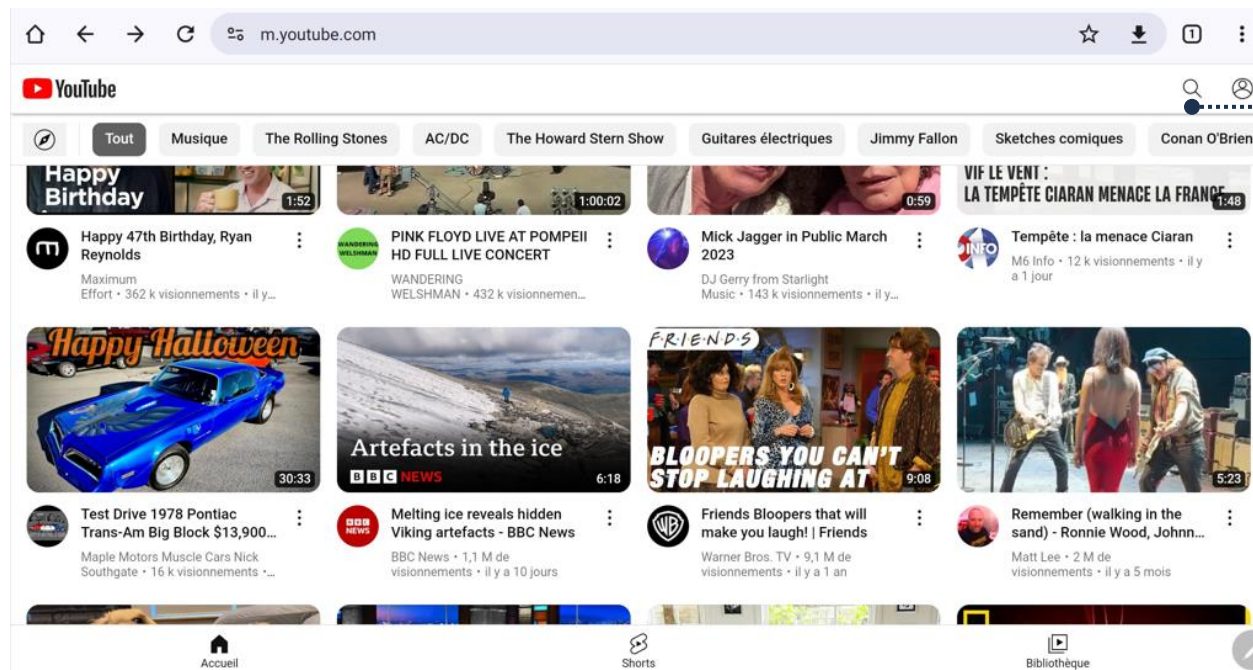 m.youtube.com
1
YouTube
Tout
Musique
The Rolling Stones
AC/DC
The Howard Stern Show
Guitares électriques
Jimmy Fallon
Sketches comiques
Conan O'Brien
Happy
Birthday
1:52
1:00:02
0:59
VIF LE VENT :
LA TEMPÊTE CIARAN MENACE LA FRANCE
1:48
m
Happy 47th Birthday, Ryan
Reynolds
Maximum
Effort • 362 k visionnements • il y…
WANDERING
WELSHMAN
PINK FLOYD LIVE AT POMPEII
HD FULL LIVE CONCERT
WANDERING
WELSHMAN • 432 k visionnemen…
Mick Jagger in Public March
2023
DJ Gerry from Starlight
Music • 143 k visionnements • il y…
INFO
Tempête : la menace Ciaran
M6 Info • 12 k visionnements • il y
a 1 jour
Happy Halloween
30:33
Artefacts in the ice
BBC NEWS
6:18
F·R·I·E·N·D·S
BLOOPERS YOU CAN'T
STOP LAUGHING AT
9:08
5:23
Test Drive 1978 Pontiac
Trans-Am Big Block $13,900…
Maple Motors Muscle Cars Nick
Southgate • 16 k visionnements •…
BBC
NEWS
Melting ice reveals hidden
Viking artefacts - BBC News
BBC News • 1,1 M de
visionnements • il y a 10 jours
WB
Friends Bloopers that will
make you laugh! | Friends
Warner Bros. TV • 9,1 M de
visionnements • il y a 1 an
Remember (walking in the
sand) - Ronnie Wood, Johnn…
Matt Lee • 2 M de
visionnements • il y a 5 mois
Accueil
Shorts
Bibliothèque